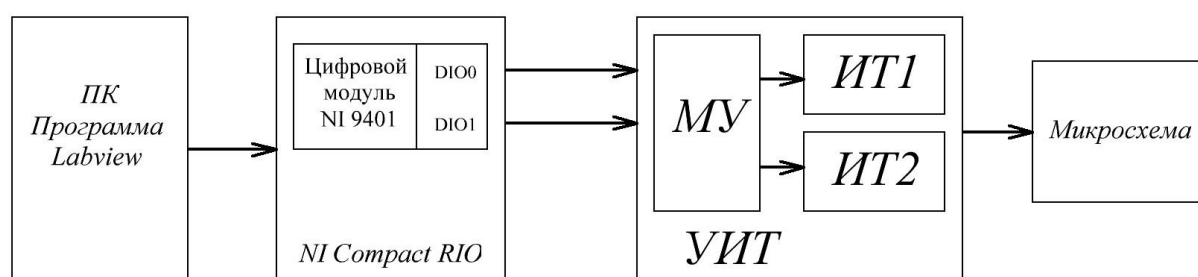 ПК
Программа
Labview
Цифровой
модуль
NI 9401
DIO0
DIO1
NI Compact RIO
МУ
ИТ1
ИТ2
УИТ
Микросхема